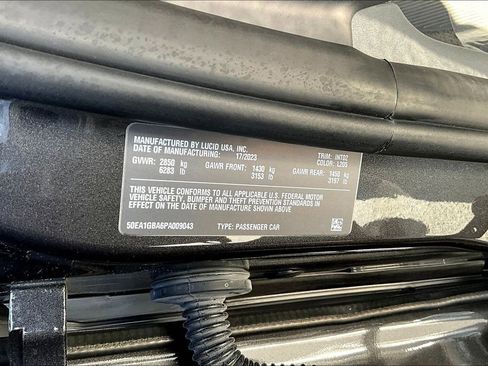 MANUFACTURED BY LUCID USA, INC.
DATE OF MANUFACTURING: 17/2023 TRIM: INT02
COLOR: L205
GVWR: 2850 kg GAWR FRONT: 1430 kg GAWR REAR: 1450 kg
6283 lb 3153 lb 3197 lb
THIS VEHICLE CONFORMS TO ALL APPLICABLE U.S. FEDERAL MOTOR
VEHICLE SAFETY, BUMPER AND THEFT PREVENTION STANDARDS IN
EFFECT ON THE DATE OF MANUFACTURE SHOWN ABOVE
50EA1GBA6PA009043 TYPE: PASSENGER CAR